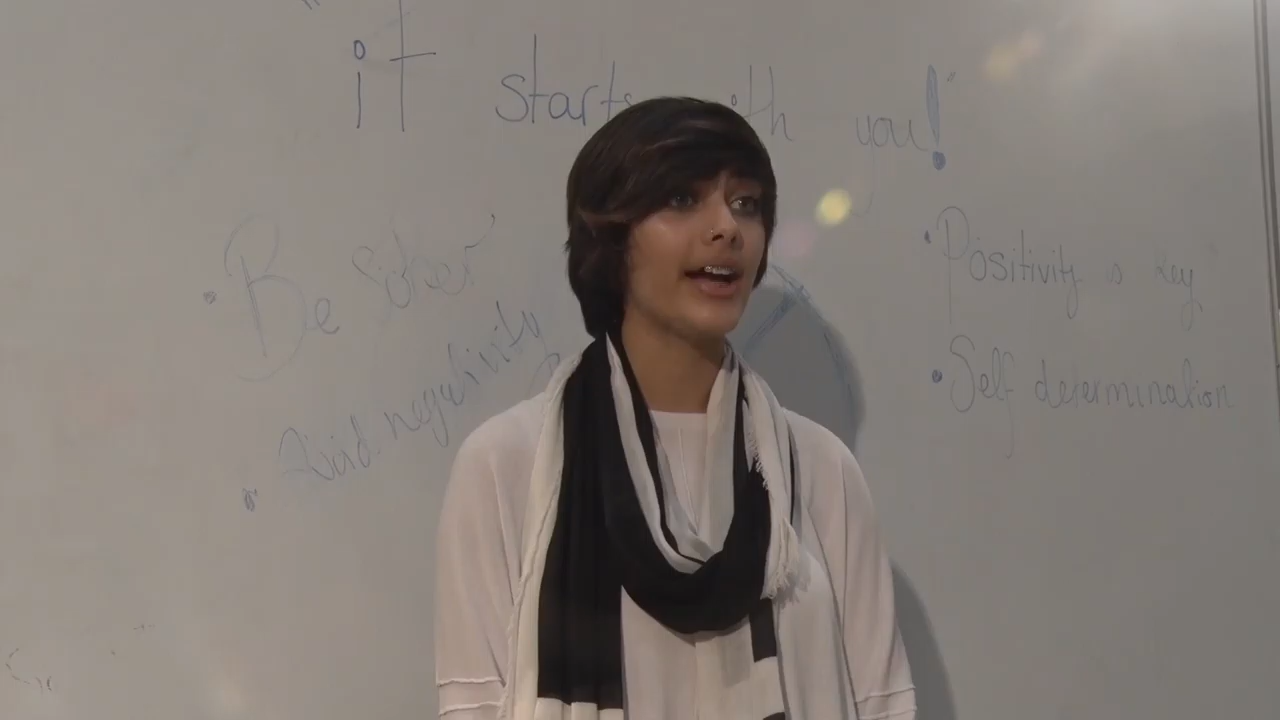 "it starts with you!"
• Be Sober
• Avoid negativity
• Positivity is key
• Self determination